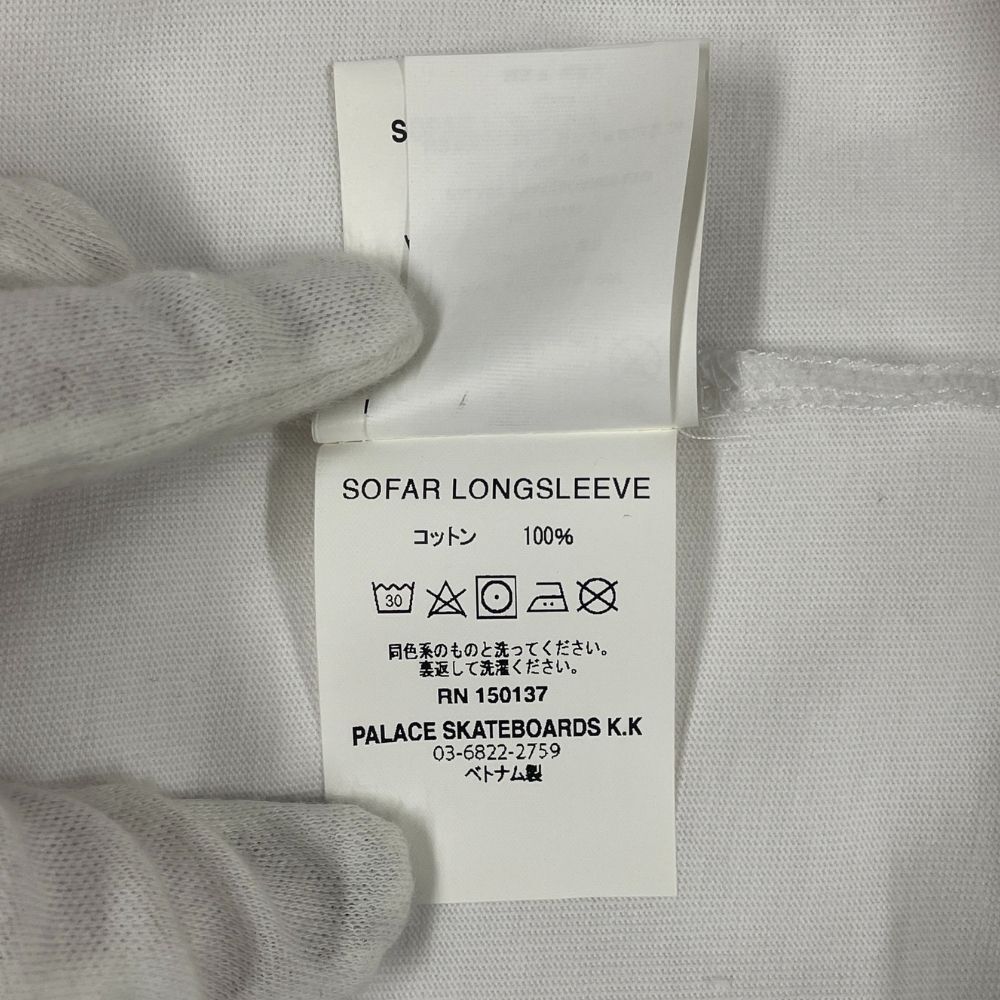 S
SOFAR LONGSLEEVE
コットン 100%
30
同色系のものと洗ってください。
裏返して洗濯ください。
RN 150137
PALACE SKATEBOARDS K.K
03-6822-2759
ベトナム製